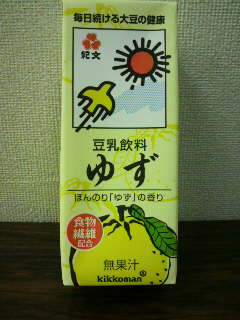 毎日続ける大豆の健康
紀文
豆乳飲料
ゆず
ほんのり「ゆず」の香り
食物
繊維
配合
無果汁
kikkoman®